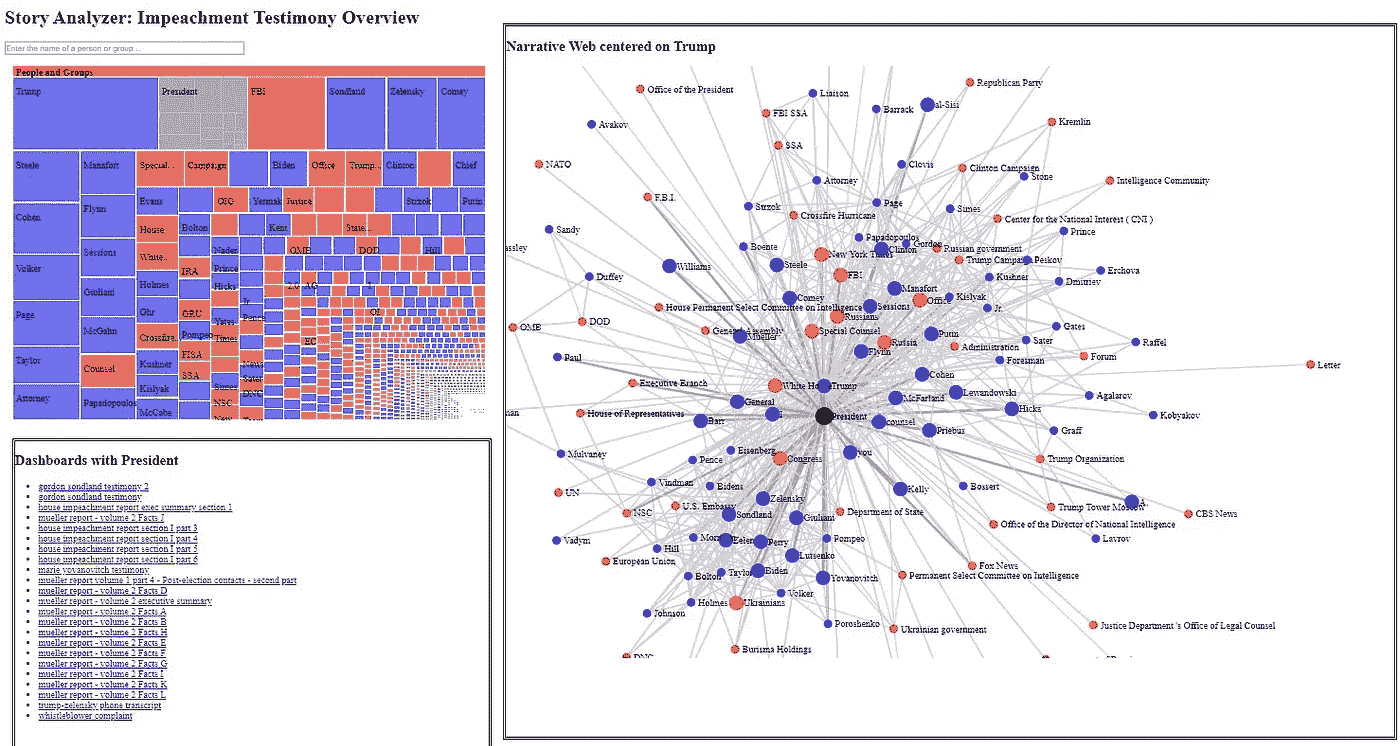 Story Analyzer: Impeachment Testimony Overview
Enter the name of a person or group...
People and Groups
Trump
President
FBI
Sondland
Zelensky
Comey
Steele
Manafort
Special...
Campaign
Biden
Office
Trump...
Clinton
Chief
Cohen
Flynn
Evans
OIG
Yermak
Justice
Strzok
Putin
House
Bolton
Kent
State...
Volker
Sessions
White...
Nader
OMB
DOD
Hill
IRA
Prince
Page
Giuliani
Holmes
Hicks
2.0
AG
I
Jr.
Ohr
GRU
Yates
Pence
OI
McGahn
Crossfire...
Pompeo
Times
EC
Taylor
Counsel
Kushner
FISA
News
SSA
Sater
Kislyak
Simes
DNC
Attorney
Papadopoulos
McCabe
NSC
New
Dashboards with President
gordon sondland testimony 2
gordon sondland testimony
house impeachment report exec summary section 1
mueller report - volume 2 Facts J
house impeachment report section I part 3
house impeachment report section I part 4
house impeachment report section I part 5
house impeachment report section I part 6
marie yovanovitch testimony
mueller report volume 1 part 4 - Post-election contacts - second part
mueller report - volume 2 Facts D
mueller report - volume 2 executive summary
mueller report - volume 2 Facts A
mueller report - volume 2 Facts B
mueller report - volume 2 Facts H
mueller report - volume 2 Facts E
mueller report - volume 2 Facts F
mueller report - volume 2 Facts G
mueller report - volume 2 Facts I
mueller report - volume 2 Facts K
mueller report - volume 2 Facts L
trump-zelensky phone transcript
whistleblower complaint
Narrative Web centered on Trump
Republican Party
Office of the President
Liaison
Barrack
al-Sisi
FBI SSA
Kremlin
Avakov
SSA
NATO
Clovis
Clinton Campaign
Stone
Attorney
Intelligence Community
F.B.I.
Strzok
Page
Simes
Crossfire Hurricane
Center for the National Interest ( CNI )
Sandy
Prince
Papadopoulos
Gordon
assley
Boente
Clinton
Russian government
New York Times
Trump Campaign
Peskov
Williams
Steele
Erchova
Duffey
FBI
Kushner
Dmitriev
Manafort
Comey
Office
Kislyak
House Permanent Select Committee on Intelligence
Sessions
Jr.
Russians
DOD
OMB
General Assembly
Special Counsel
Gates
Mueller
Putin
Sater
Raffel
Russia
Administration
Flynn
Paul
Foresman
Forum
Letter
Cohen
Executive Branch
White House
Trump
Lewandowski
Agalarov
McFarland
General
man
House of Representatives
I
President
Hicks
Kobyakov
Barr
counsel
Priebus
Graff
Mulvaney
Eisenberg
you
Pence
Congress
Trump Organization
Vindman
Bidens
Kelly
Bossert
UN
Zelensky
A.
NSC
U.S. Embassy
Sondland
Department of State
Trump Tower Moscow
CBS News
Giuliani
Office of the Director of National Intelligence
Vadym
Hill
Perry
Pompeo
Lavrov
Lutsenko
European Union
Fox News
Bolton
Taylor
Biden
Yovanovitch
Permanent Select Committee on Intelligence
Volker
Holmes
Ukrainians
Johnson
Poroshenko
Ukrainian government
Justice Department 's Office of Legal Counsel
Burisma Holdings
DNC